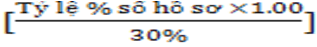 [Tỷ lệ % số hồ sơ ×1.00
30%]